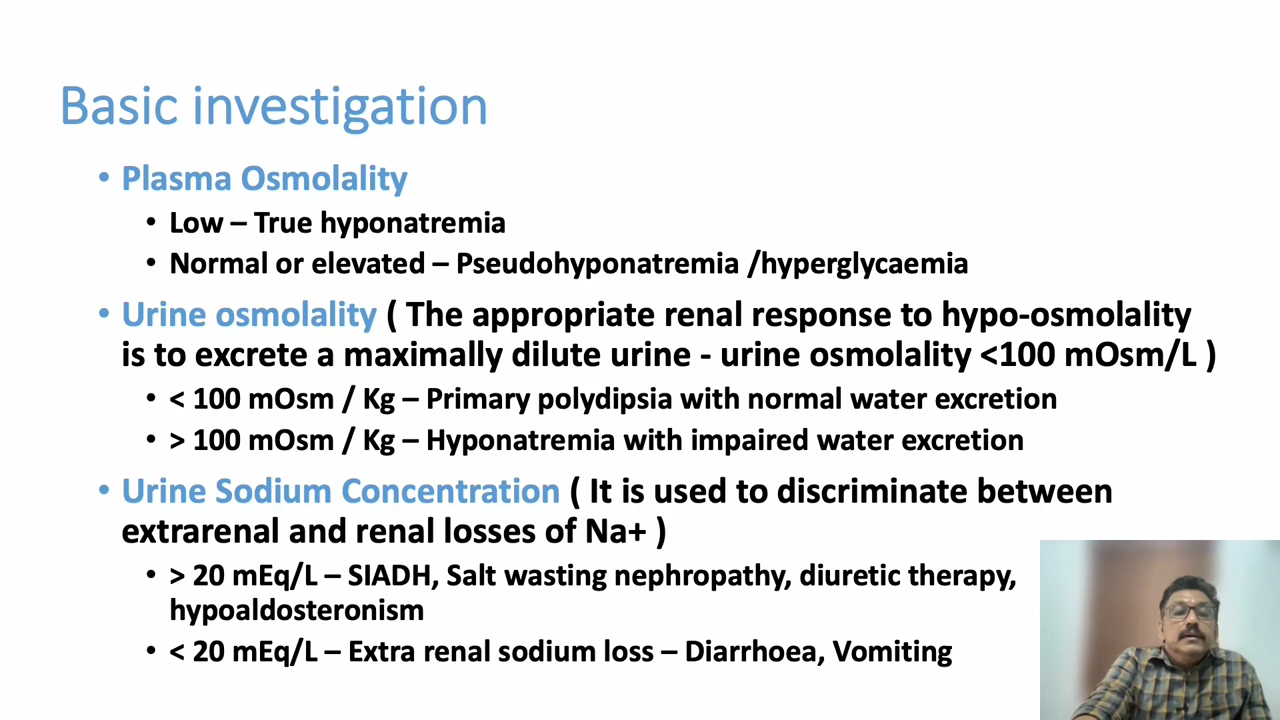 Basic investigation
• Plasma Osmolality
• Low – True hyponatremia
• Normal or elevated – Pseudohyponatremia /hyperglycaemia
• Urine osmolality ( The appropriate renal response to hypo-osmolality
is to excrete a maximally dilute urine - urine osmolality <100 mOsm/L )
• < 100 mOsm / Kg – Primary polydipsia with normal water excretion
• > 100 mOsm / Kg – Hyponatremia with impaired water excretion
• Urine Sodium Concentration ( It is used to discriminate between
extrarenal and renal losses of Na+ )
• > 20 mEq/L – SIADH, Salt wasting nephropathy, diuretic therapy,
hypoaldosteronism
• < 20 mEq/L – Extra renal sodium loss – Diarrhoea, Vomiting